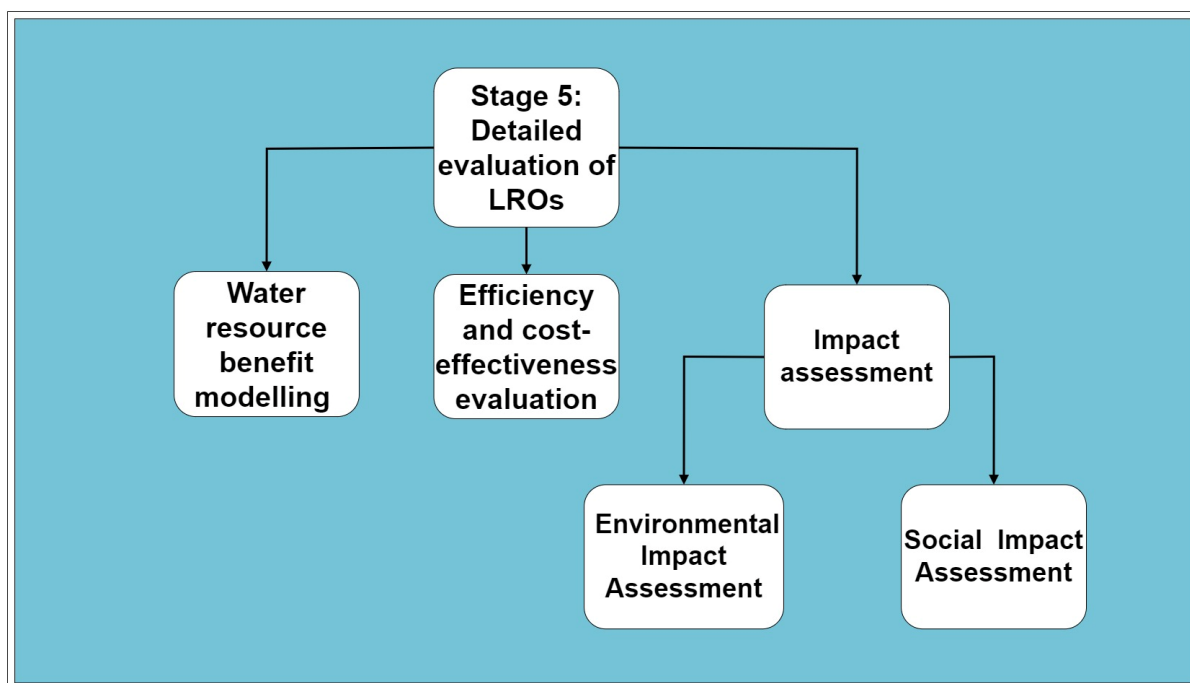 Stage 5:
Detailed
evaluation of
LROs
Water
resource
benefit
modelling
Efficiency
and cost-
effectiveness
evaluation
Impact
assessment
Environmental
Impact
Assessment
Social Impact
Assessment